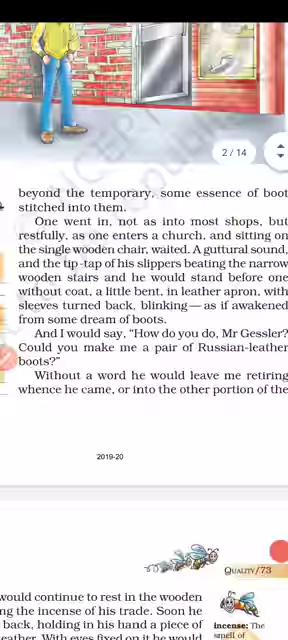 2 / 14
beyond the temporary, some essence of boot
stitched into them.
One went in, not as into most shops, but
restfully, as one enters a church, and sitting on
the single wooden chair, waited. A guttural sound,
and the tip-tap of his slippers beating the narrow
wooden stairs and he would stand before one
without coat, a little bent, in leather apron, with
sleeves turned back, blinking — as if awakened
from some dream of boots.
And I would say, “How do you do, Mr Gessler?
Could you make me a pair of Russian-leather
boots?”
Without a word he would leave me retiring
whence he came, or into the other portion of the
2019-20
QUALITY/73
would continue to rest in the wooden
ng the incense of his trade. Soon he
back, holding in his hand a piece of
eather. With eyes fixed on it he would
incense: The
smell of